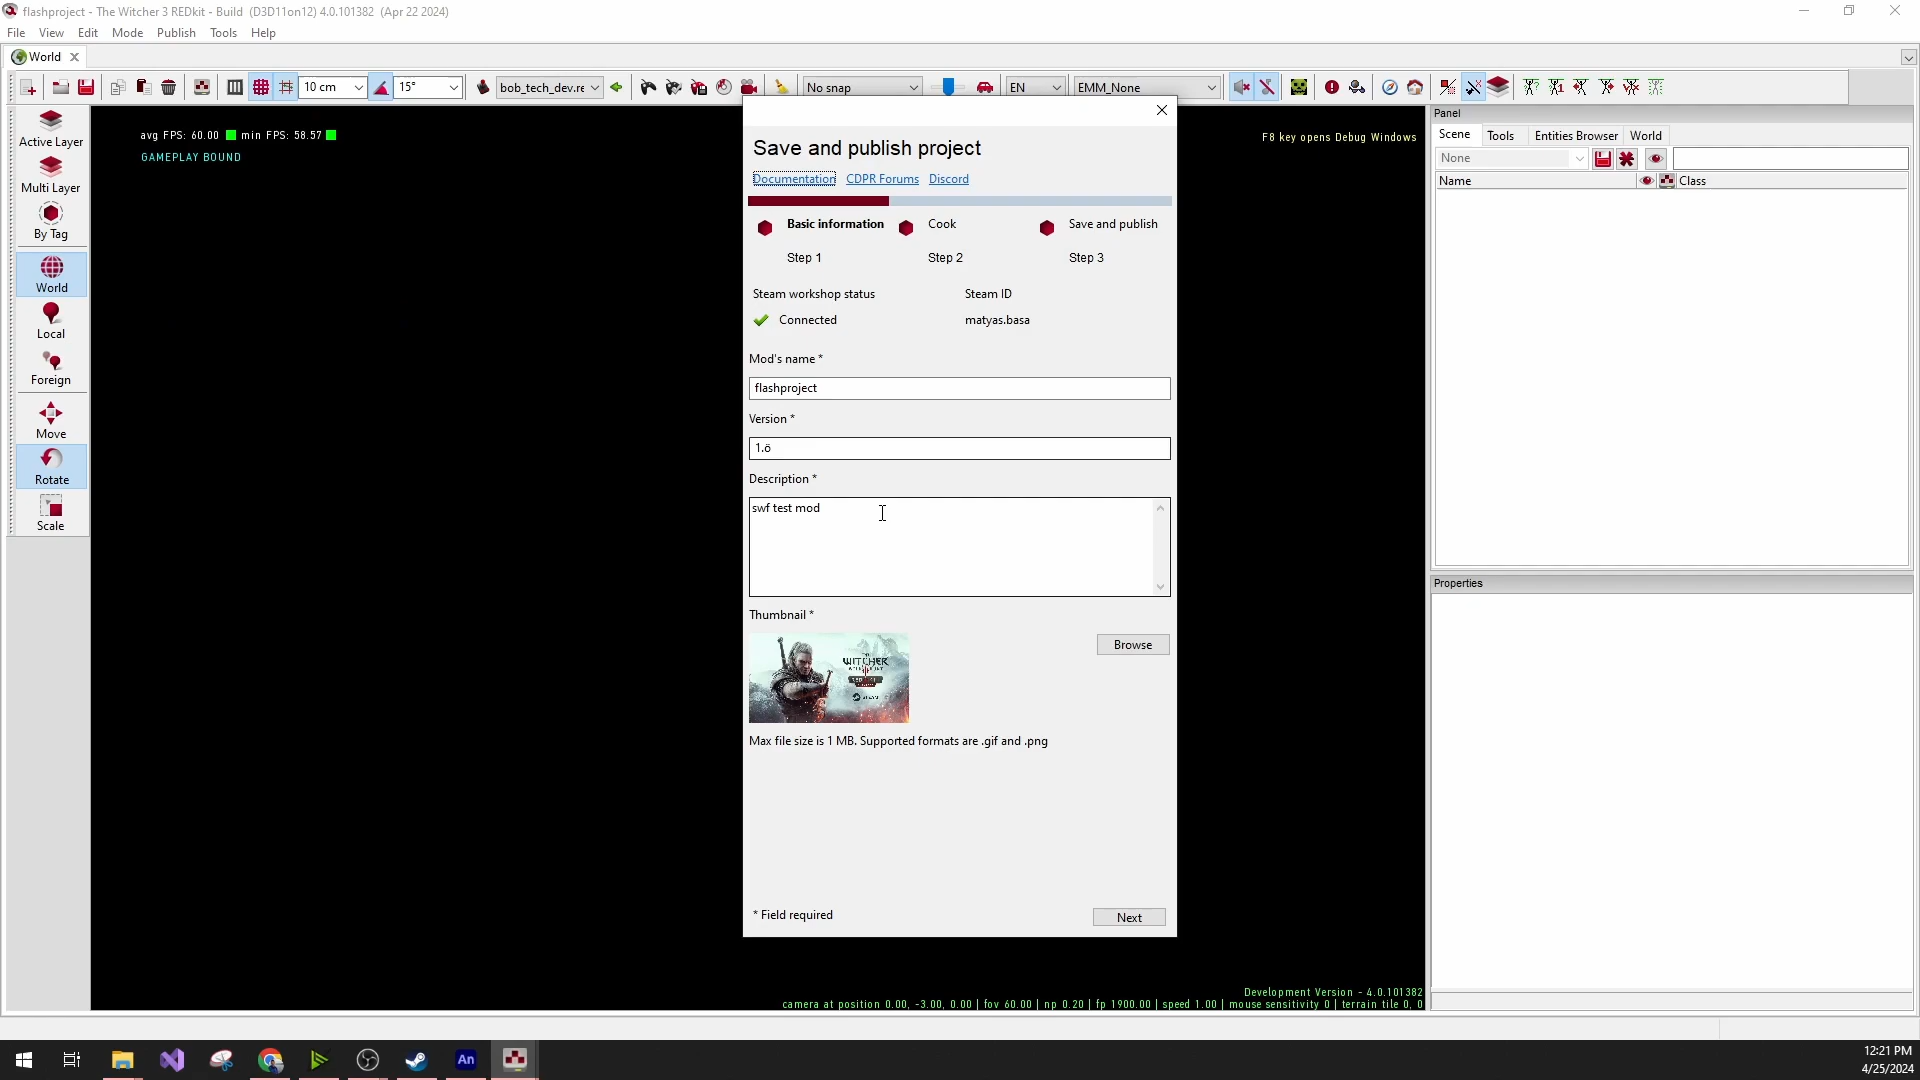 flashproject - The Witcher 3 REDkit - Build  (D3D11on12) 4.0.101382  (Apr 22 2024)
File View Edit Mode Publish Tools Help
World
10 cm 15° bob_tech_dev.re No snap EN EMM_None
Active Layer
Multi Layer
By Tag
World
Local
Foreign
Move
Rotate
Scale
avg FPS: 60.00 min FPS: 58.57
GAMEPLAY BOUND
F8 key opens Debug Windows
Save and publish project
Documentation CDPR Forums Discord
Basic information Cook Save and publish
Step 1 Step 2 Step 3
Steam workshop status Steam ID
Connected matyas.basa
Mod's name *
flashproject
Version *
1.ö
Description *
swf test mod
Thumbnail *
THE
WITCHER
STEAM
Browse
Max file size is 1 MB. Supported formats are .gif and .png
* Field required
Next
Panel
Scene Tools Entities Browser World
None
Name Class
Properties
Development Version - 4.0.101382
camera at position 0.00, -3.00, 0.00 | fov 60.00 | np 0.20 | fp 1900.00 | speed 1.00 | mouse sensitivity 0 | terrain tile 0, 0
An
12:21 PM
4/25/2024